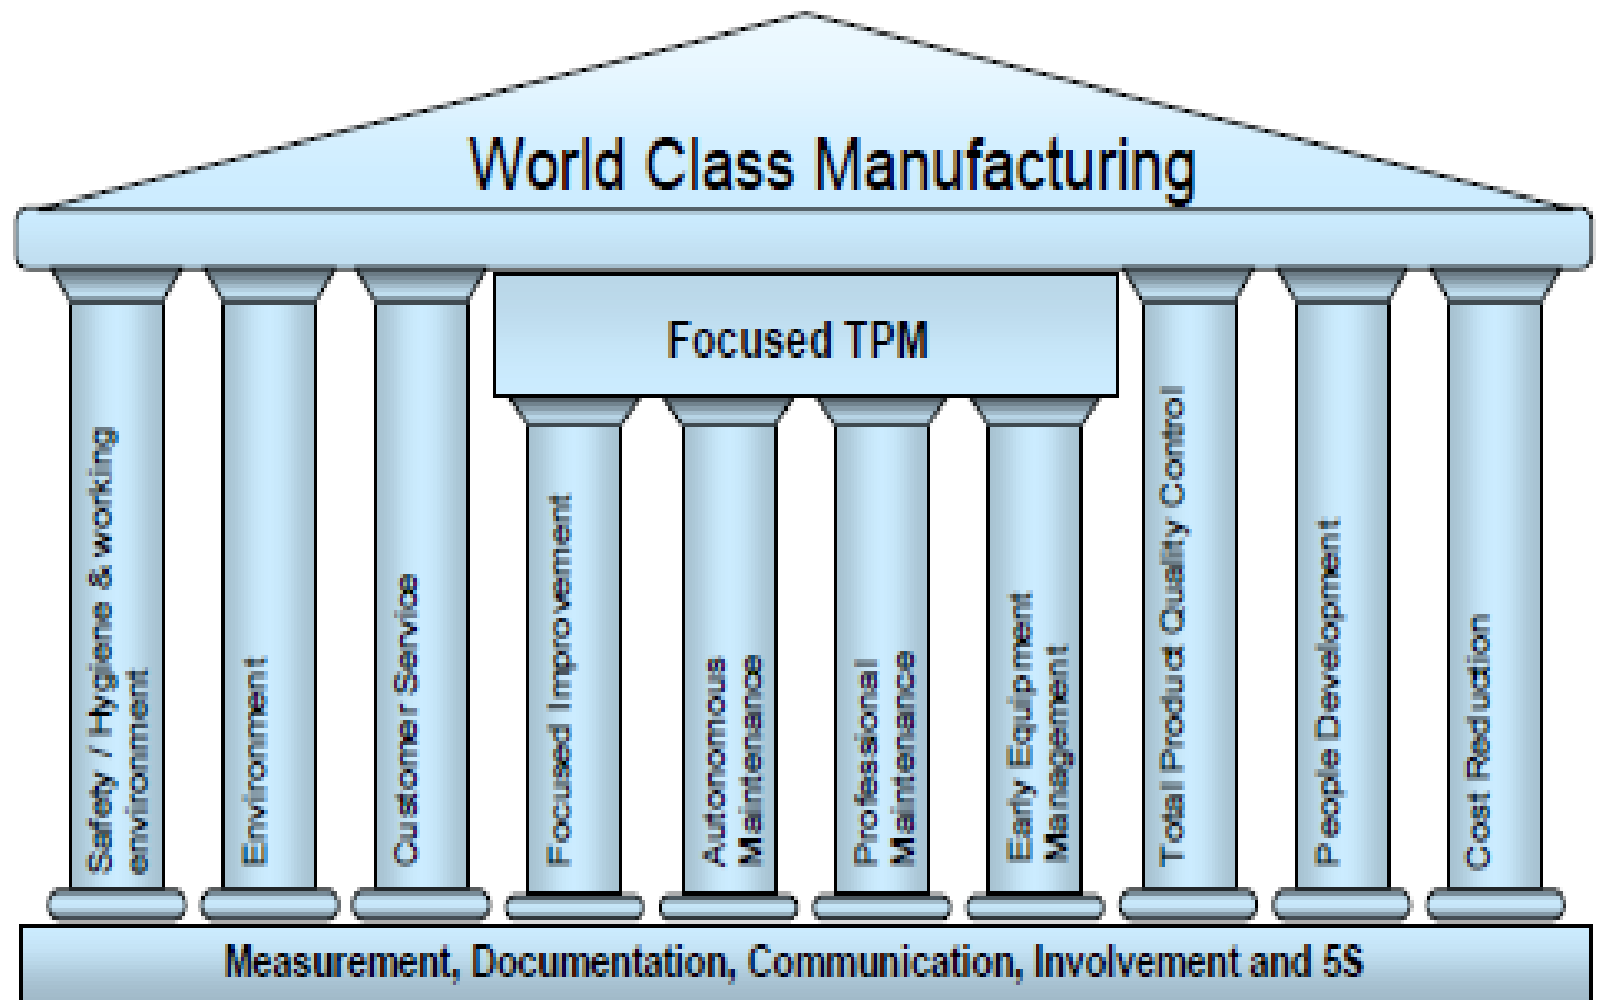 World Class Manufacturing
Focused TPM
Safety / Hygiene & working
environment
Environment
Customer Service
Focused Improvement
Autonomous
Maintenance
Professional
Maintenance
Early Equipment
Management
Total Product Quality Control
People Development
Cost Reduction
Measurement, Documentation, Communication, Involvement and 5S